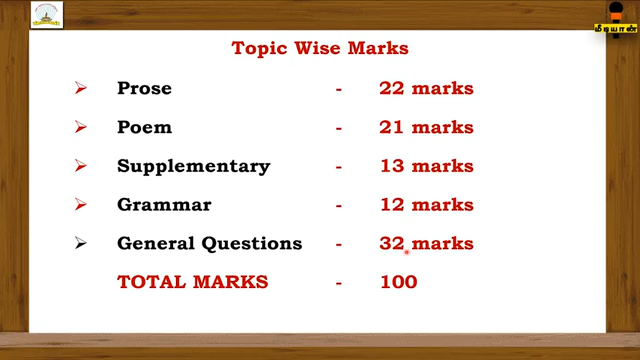 மீடியான்
Topic Wise Marks
Prose - 22 marks
Poem - 21 marks
Supplementary - 13 marks
Grammar - 12 marks
General Questions - 32 marks
TOTAL MARKS - 100